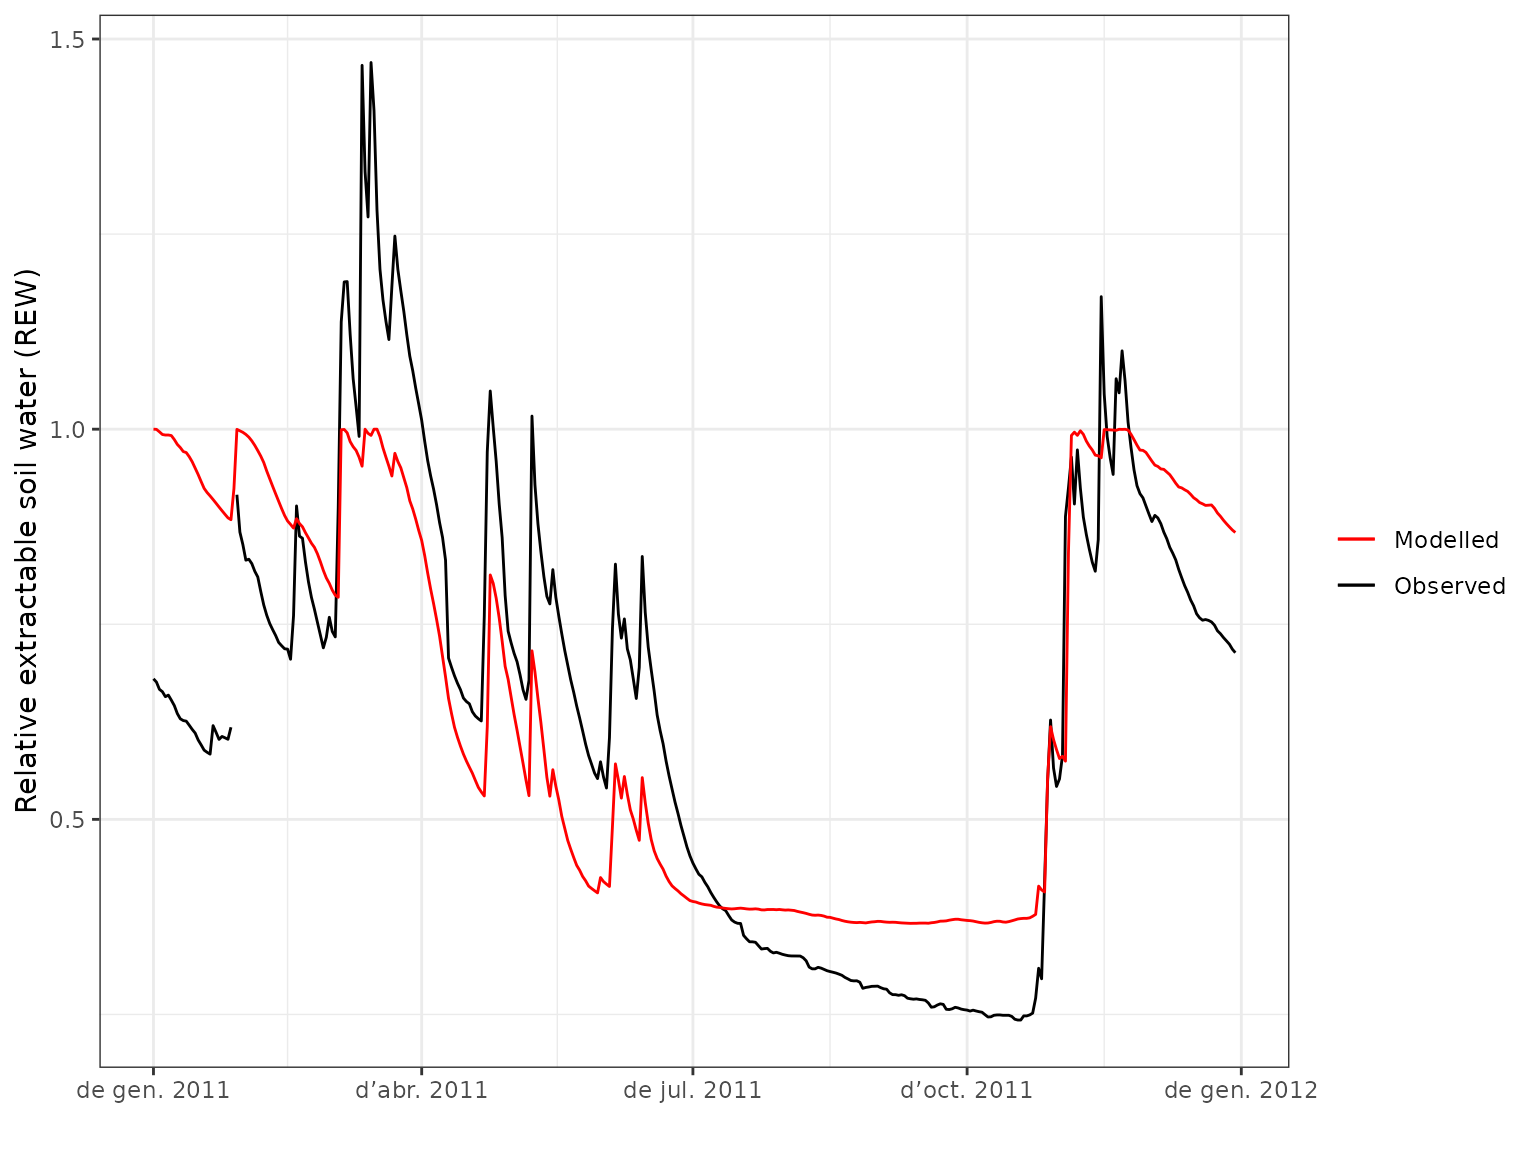 Relative extractable soil water (REW)
1.5
1.0
0.5
de gen. 2011
d’abr. 2011
de jul. 2011
d’oct. 2011
de gen. 2012
Modelled
Observed